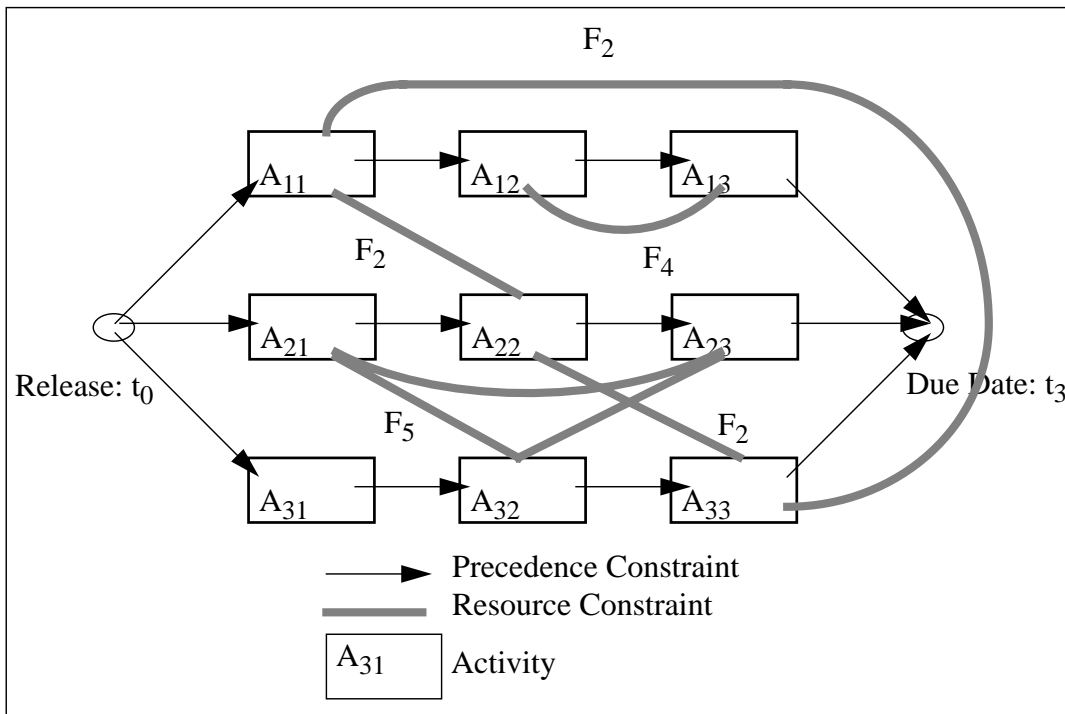 F2
A11
A12
A13
F2
F4
A21
A22
A23
Release: t0
Due Date: t3
F5
F2
A31
A32
A33
Precedence Constraint
Resource Constraint
A31
Activity